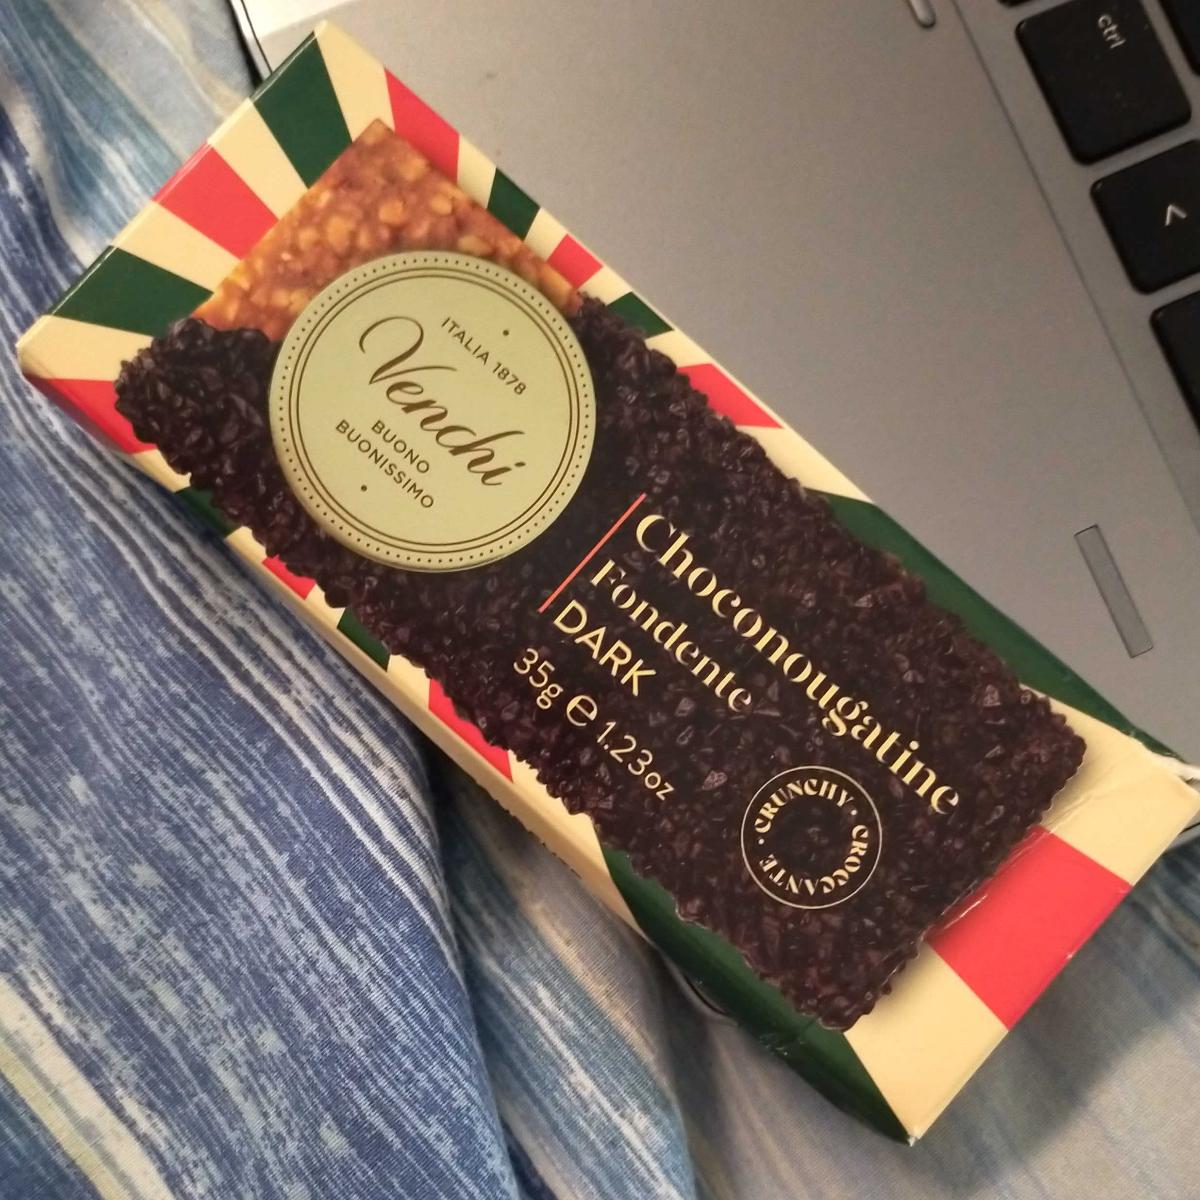 ITALIA 1878
Venchi
BUONO
BUONISSIMO
Choconougatine
Fondente
DARK
35g e 1.23oz
CRUNCHY · CROCCANTE ·
ctrl
^